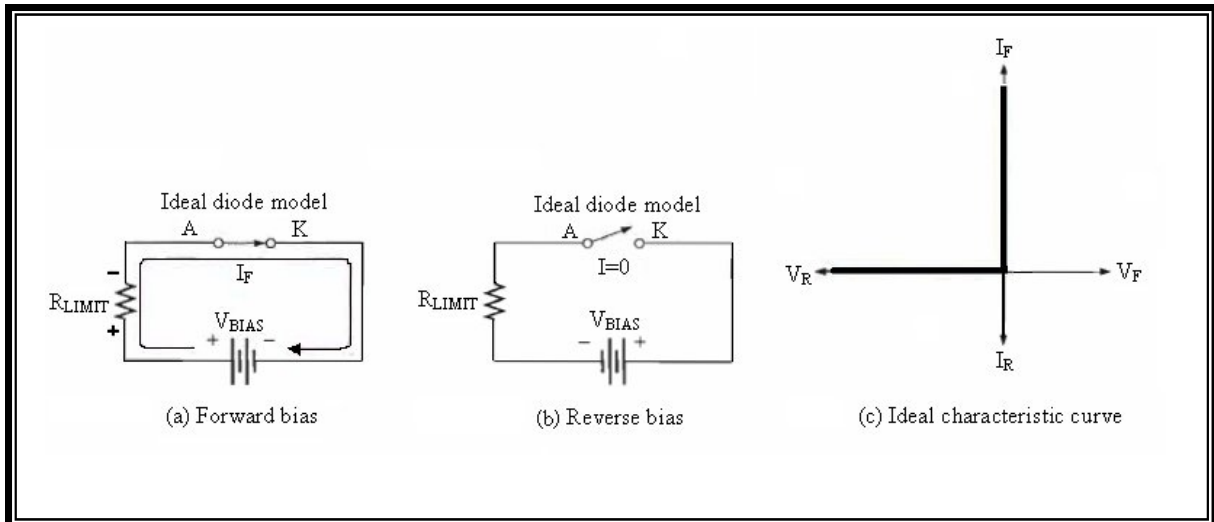 Ideal diode model
A K
I_F
R_LIMIT
- +
V_BIAS
+ -
(a) Forward bias
Ideal diode model
A K
I=0
R_LIMIT
V_BIAS
- +
(b) Reverse bias
I_F
V_R V_F
I_R
(c) Ideal characteristic curve